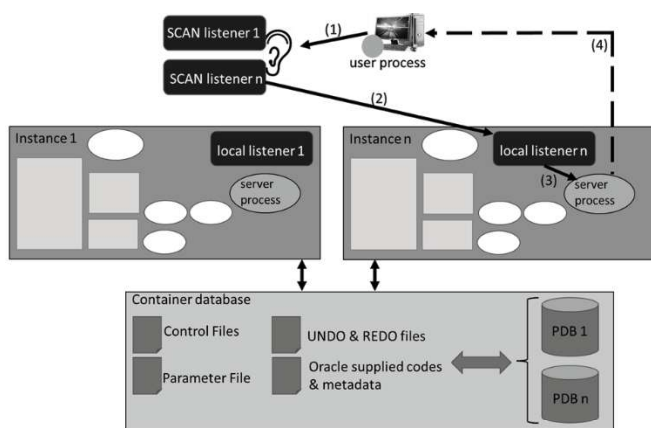 SCAN listener 1
(1)
(4)
user process
SCAN listener n
(2)
Instance 1
local listener 1
server
process
Instance n
local listener n
(3)
server
process
Container database
Control Files
UNDO & REDO files
PDB 1
Parameter File
Oracle supplied codes
& metadata
PDB n